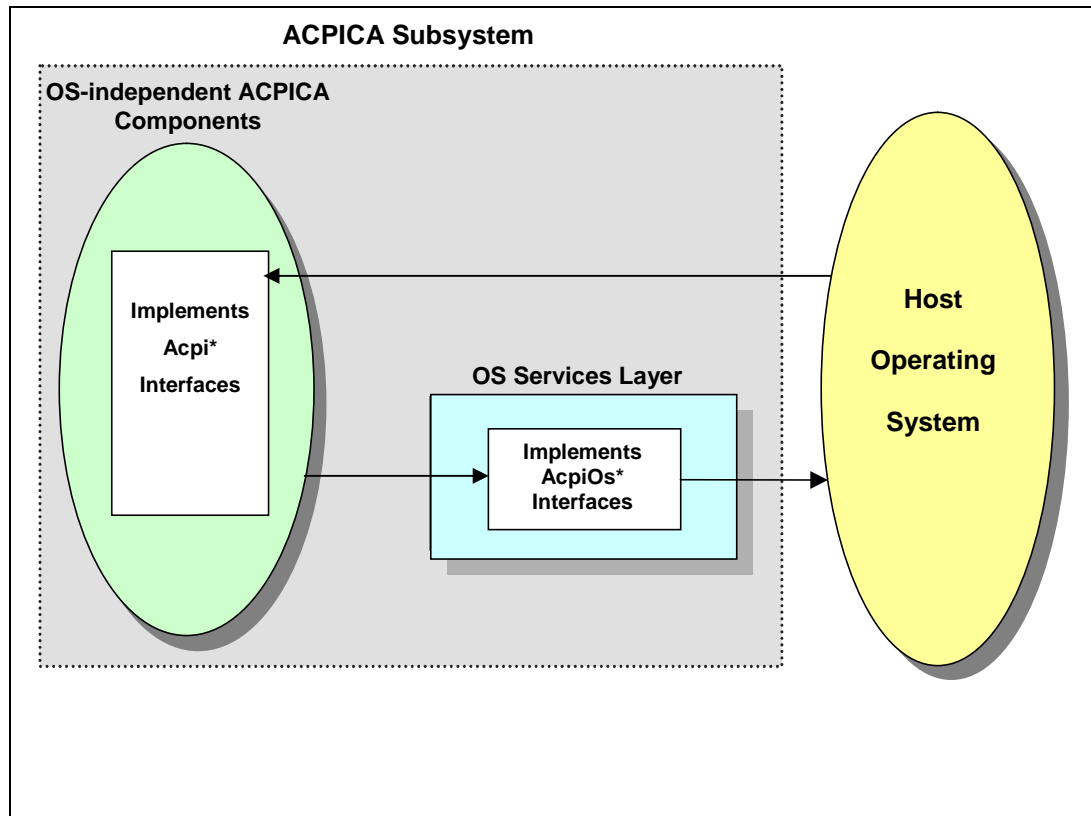 ACPICA Subsystem
OS-independent ACPICA
Components
Implements
Acpi*
Interfaces
OS Services Layer
Implements
AcpiOs*
Interfaces
Host
Operating
System